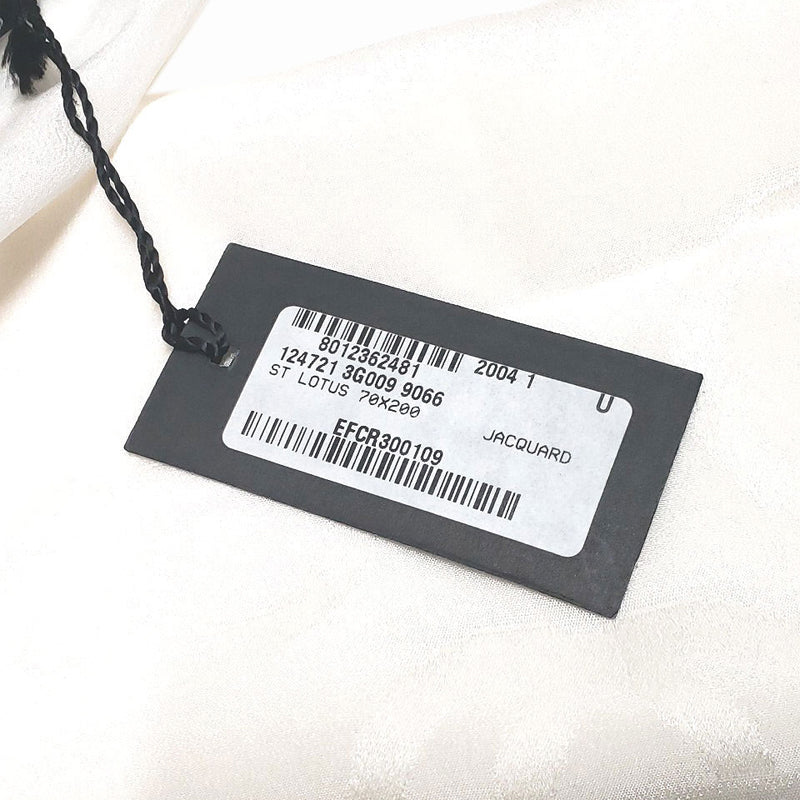 8012362481 2004 1 U
124721 3G009 9066
ST LOTUS 70X200
JACQUARD
EFCR300109